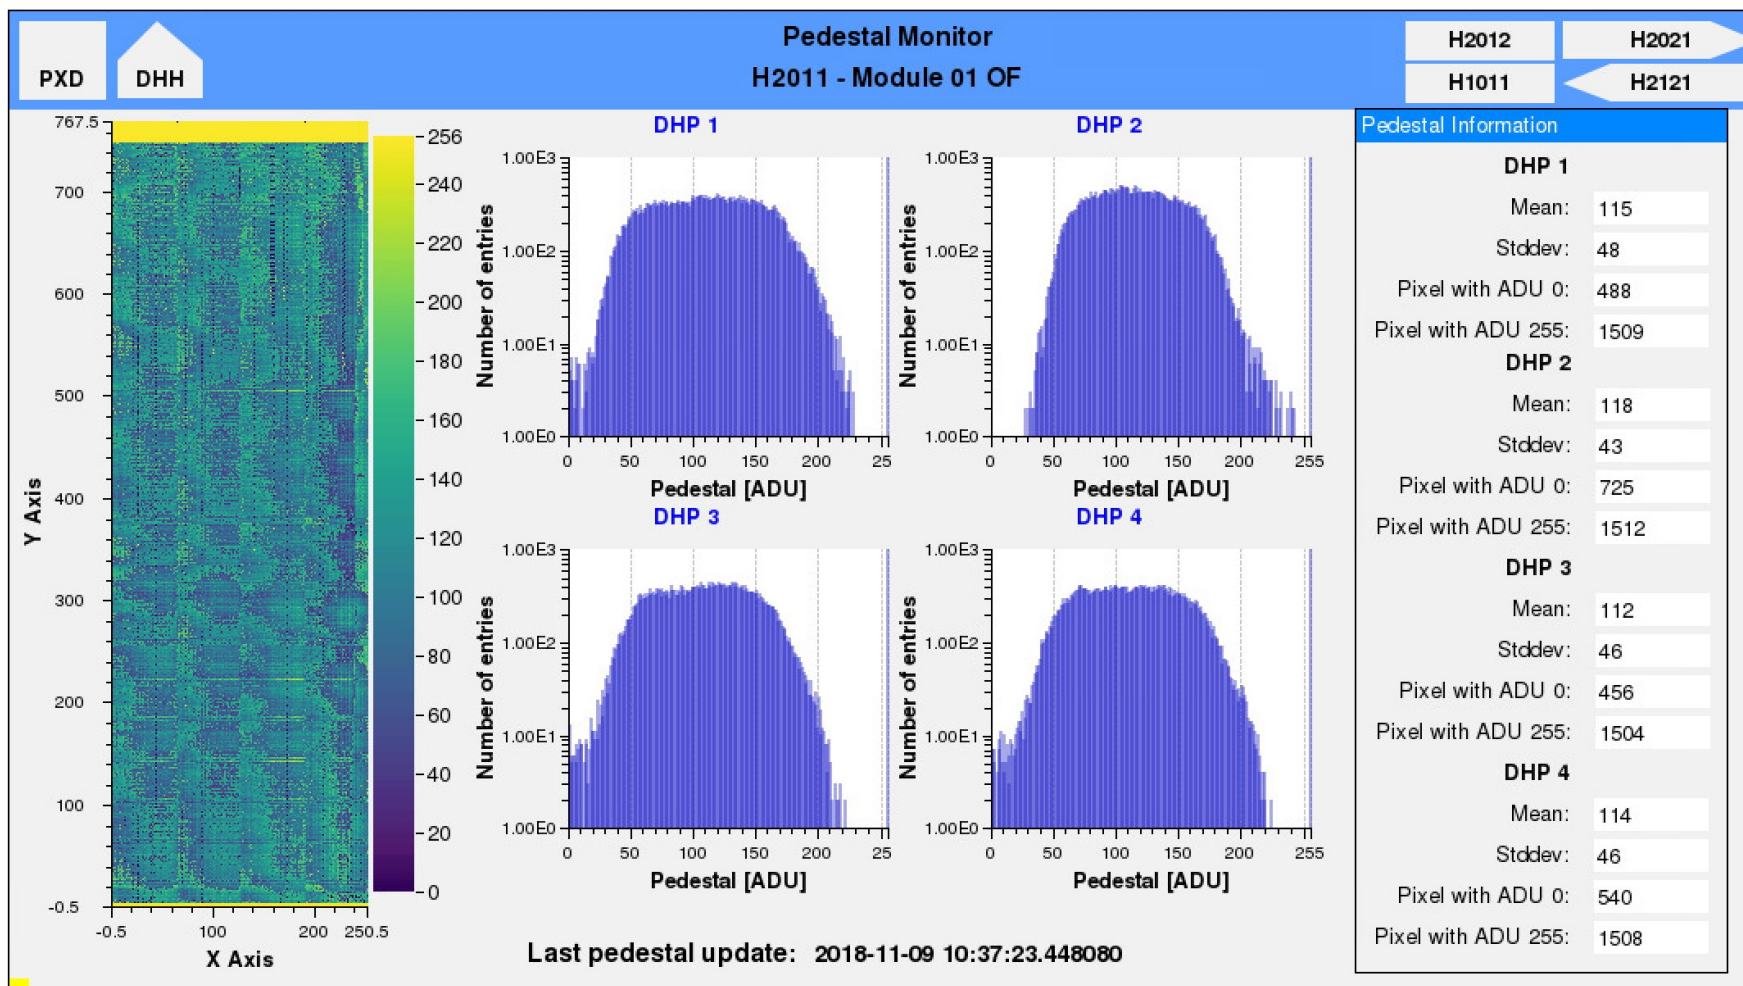 PXD
DHH
Pedestal Monitor
H2011 - Module 01 OF
H2012
H2021
H1011
H2121
767.5
700
600
500
400
300
200
100
-0.5
Y Axis
-0.5
100
200
250.5
X Axis
256
240
220
200
180
160
140
120
100
80
60
40
20
0
DHP 1
1.00E3
1.00E2
1.00E1
1.00E0
Number of entries
0
50
100
150
200
25
Pedestal [ADU]
DHP 2
1.00E3
1.00E2
1.00E1
1.00E0
Number of entries
0
50
100
150
200
255
Pedestal [ADU]
DHP 3
1.00E3
1.00E2
1.00E1
1.00E0
Number of entries
0
50
100
150
200
25
Pedestal [ADU]
DHP 4
1.00E3
1.00E2
1.00E1
1.00E0
Number of entries
0
50
100
150
200
255
Pedestal [ADU]
Last pedestal update: 2018-11-09 10:37:23.448080
Pedestal Information
DHP 1
Mean: 115
Stddev: 48
Pixel with ADU 0: 488
Pixel with ADU 255: 1509
DHP 2
Mean: 118
Stddev: 43
Pixel with ADU 0: 725
Pixel with ADU 255: 1512
DHP 3
Mean: 112
Stddev: 46
Pixel with ADU 0: 456
Pixel with ADU 255: 1504
DHP 4
Mean: 114
Stddev: 46
Pixel with ADU 0: 540
Pixel with ADU 255: 1508